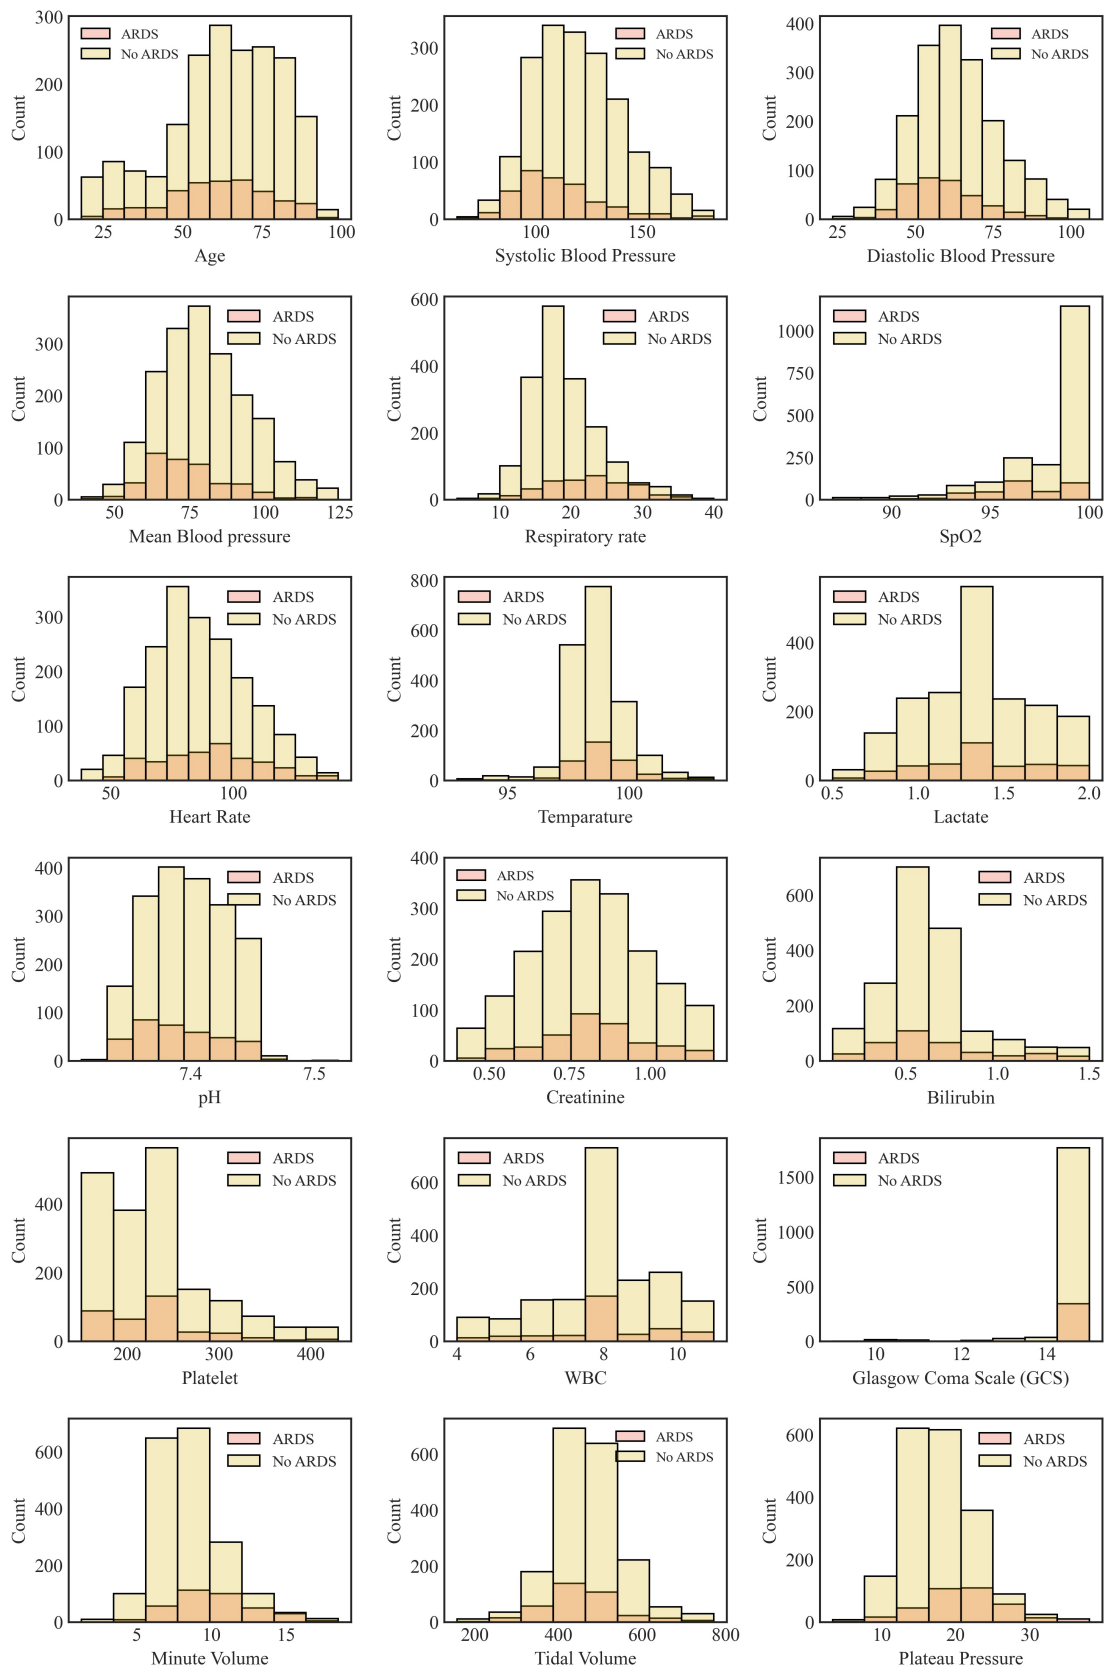 300
200
100
0
Count
ARDS
No ARDS
25 50 75 100
Age
300
200
100
0
Count
ARDS
No ARDS
100 150
Systolic Blood Pressure
400
300
200
100
0
Count
ARDS
No ARDS
25 50 75 100
Diastolic Blood Pressure
300
200
100
0
Count
ARDS
No ARDS
50 75 100 125
Mean Blood pressure
600
400
200
0
Count
ARDS
No ARDS
10 20 30 40
Respiratory rate
1000
750
500
250
0
Count
ARDS
No ARDS
90 95 100
SpO2
300
200
100
0
Count
ARDS
No ARDS
50 100
Heart Rate
800
600
400
200
0
Count
ARDS
No ARDS
95 100
Temparature
400
200
0
Count
ARDS
No ARDS
0.5 1.0 1.5 2.0
Lactate
400
300
200
100
0
Count
ARDS
No ARDS
7.4 7.5
pH
400
300
200
100
0
Count
ARDS
No ARDS
0.50 0.75 1.00
Creatinine
600
400
200
0
Count
ARDS
No ARDS
0.5 1.0 1.5
Bilirubin
400
200
0
Count
ARDS
No ARDS
200 300 400
Platelet
600
400
200
0
Count
ARDS
No ARDS
4 6 8 10
WBC
1500
1000
500
0
Count
ARDS
No ARDS
10 12 14
Glasgow Coma Scale (GCS)
600
400
200
0
Count
ARDS
No ARDS
5 10 15
Minute Volume
600
400
200
0
Count
ARDS
No ARDS
200 400 600 800
Tidal Volume
600
400
200
0
Count
ARDS
No ARDS
10 20 30
Plateau Pressure